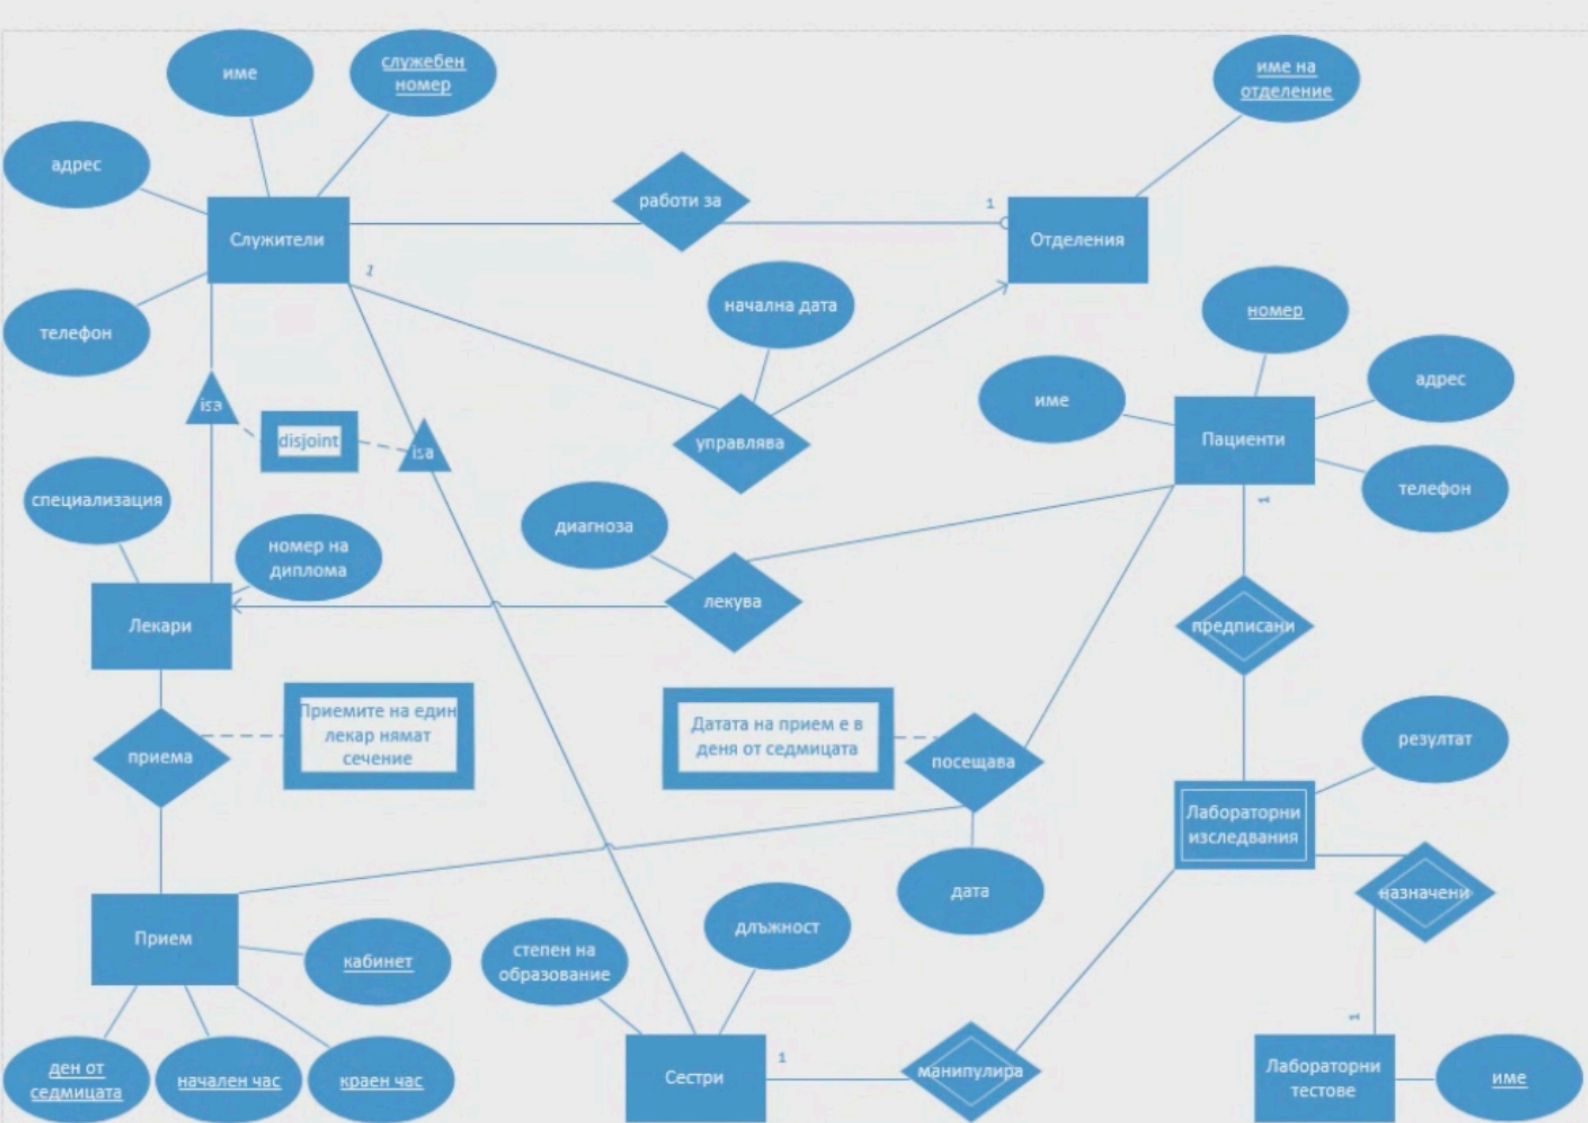 име
служебен
номер
име на
отделение
адрес
работи за
1
Служители
Отделения
1
начална дата
номер
телефон
адрес
име
isa
disjoint
isa
управлява
Пациенти
телефон
специализация
1
диагноза
номер на
диплома
лекува
Лекари
предписани
Приемите на един
лекар нямат
сечение
Датата на прием е в
деня от седмицата
приема
посещава
резултат
Лабораторни
изследвания
дата
назначени
длъжност
Прием
кабинет
степен на
образование
1
1
ден от
седмицата
начален час
краен час
Сестри
манипулира
Лабораторни
тестове
име